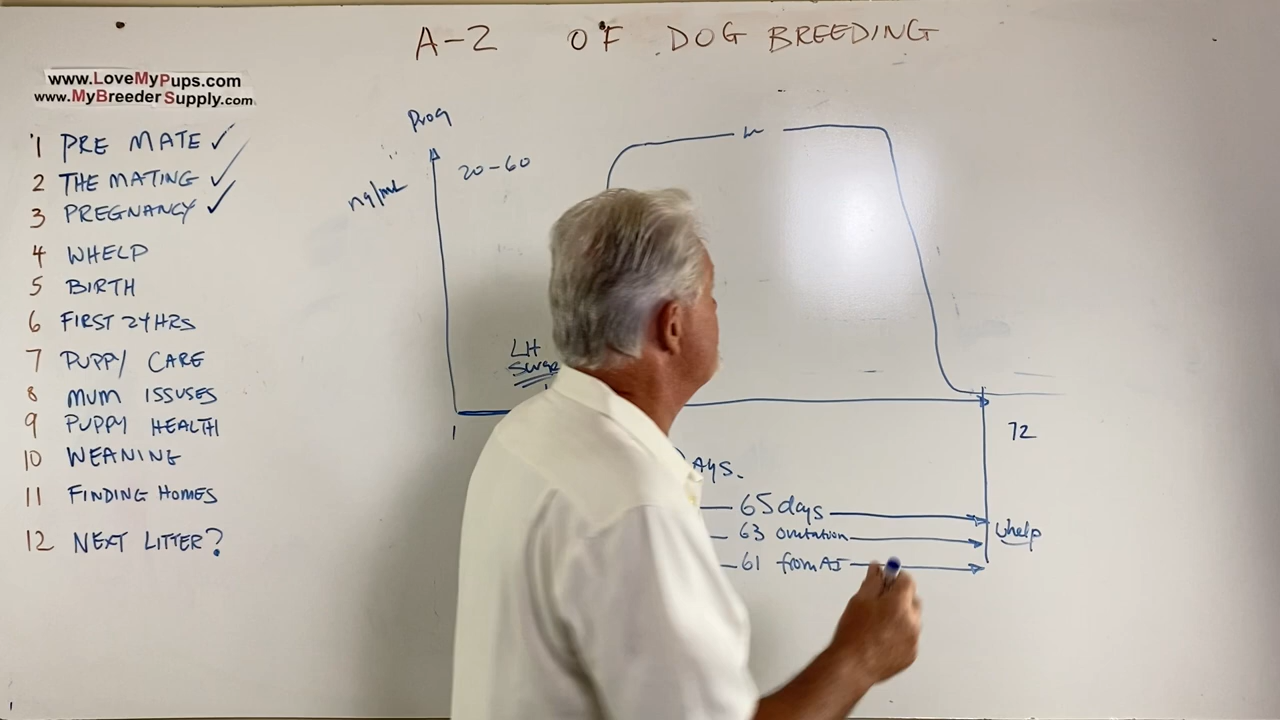 A-Z OF DOG BREEDING
www.LoveMyPups.com
www.MyBreederSupply.com
1 PRE MATE ✓
2 THE MATING ✓
3 PREGNANCY ✓
4 WHELP
5 BIRTH
6 FIRST 24HRS
7 PUPPY CARE
8 MUM ISSUSES
9 PUPPY HEALTH
10 WEANING
11 FINDING HOMES
12 NEXT LITTER?
Prog
ng/mL
20-60
LH
Surge
1
72
DAYS.
65 days
63 ovulation
61 from AI
Whelp